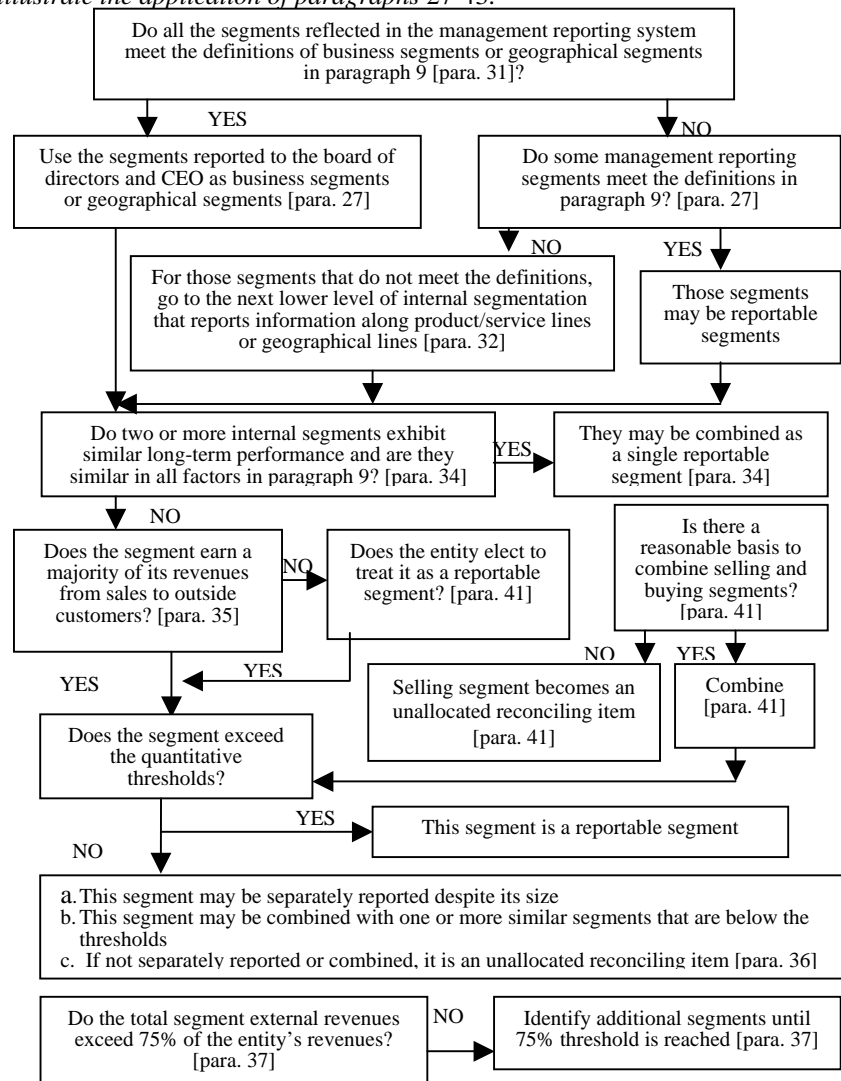 illustrate the application of paragraphs 27-43.
Do all the segments reflected in the management reporting system
meet the definitions of business segments or geographical segments
in paragraph 9 [para. 31]?
YES
NO
Use the segments reported to the board of
directors and CEO as business segments
or geographical segments [para. 27]
Do some management reporting
segments meet the definitions in
paragraph 9? [para. 27]
NO
YES
For those segments that do not meet the definitions,
go to the next lower level of internal segmentation
that reports information along product/service lines
or geographical lines [para. 32]
Those segments
may be reportable
segments
Do two or more internal segments exhibit
similar long-term performance and are they
similar in all factors in paragraph 9? [para. 34]
YES
They may be combined as
a single reportable
segment [para. 34]
NO
Does the segment earn a
majority of its revenues
from sales to outside
customers? [para. 35]
NO
Does the entity elect to
treat it as a reportable
segment? [para. 41]
Is there a
reasonable basis to
combine selling and
buying segments?
[para. 41]
YES
YES
NO
YES
Selling segment becomes an
unallocated reconciling item
[para. 41]
Combine
[para. 41]
Does the segment exceed
the quantitative
thresholds?
YES
This segment is a reportable segment
NO
a. This segment may be separately reported despite its size
b. This segment may be combined with one or more similar segments that are below the
thresholds
c. If not separately reported or combined, it is an unallocated reconciling item [para. 36]
Do the total segment external revenues
exceed 75% of the entity's revenues?
[para. 37]
NO
Identify additional segments until
75% threshold is reached [para. 37]